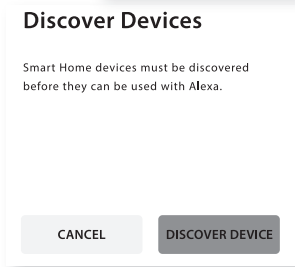 Discover Devices
Smart Home devices must be discovered
before they can be used with Alexa.
CANCEL
DISCOVER DEVICE